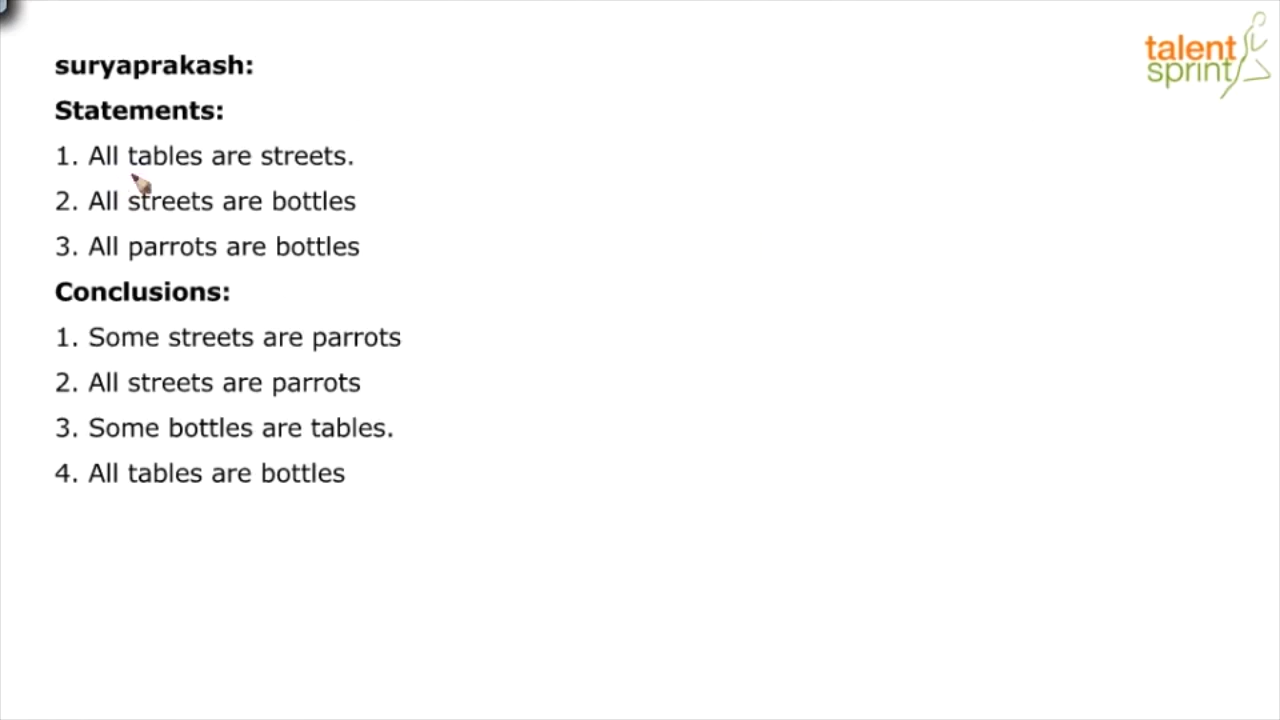 talent
sprint
suryaprakash:
Statements:
1. All tables are streets.
2. All streets are bottles
3. All parrots are bottles
Conclusions:
1. Some streets are parrots
2. All streets are parrots
3. Some bottles are tables.
4. All tables are bottles